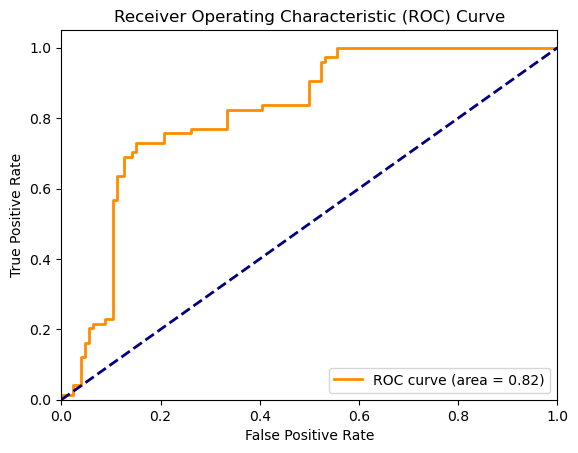 Receiver Operating Characteristic (ROC) Curve
1.0
0.8
0.6
0.4
0.2
0.0
True Positive Rate
ROC curve (area = 0.82)
0.0 0.2 0.4 0.6 0.8 1.0
False Positive Rate